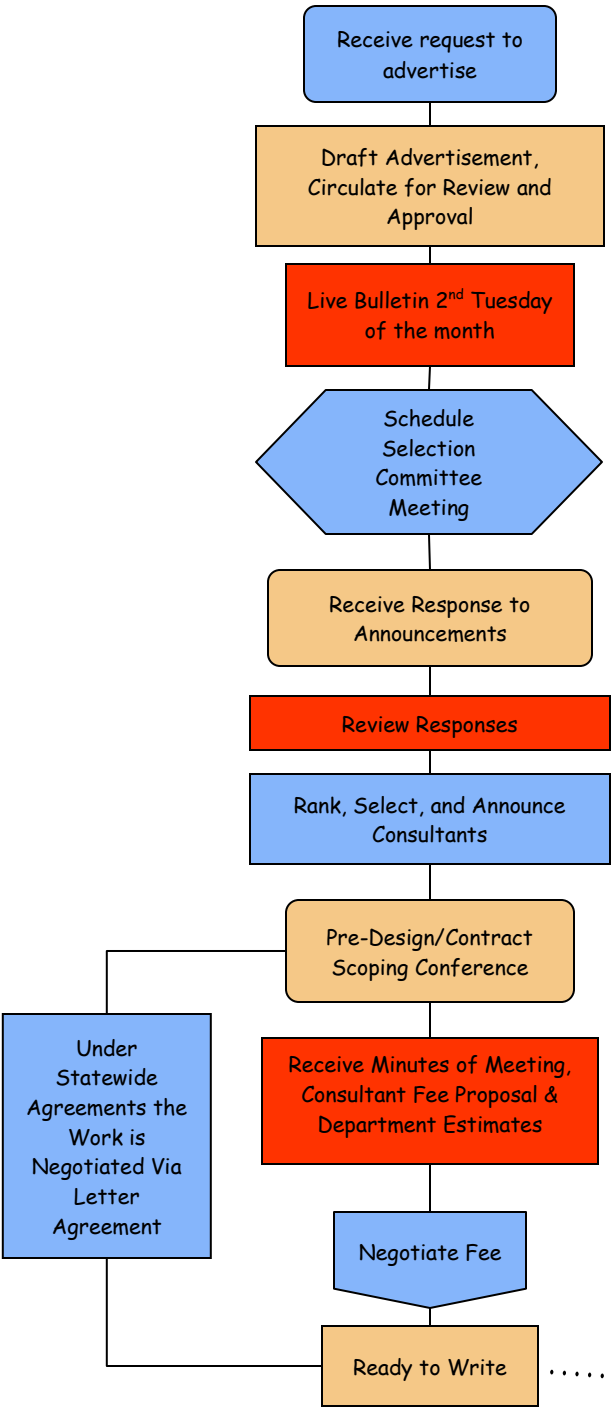 Receive request to
advertise
Draft Advertisement,
Circulate for Review and
Approval
Live Bulletin 2nd Tuesday
of the month
Schedule
Selection
Committee
Meeting
Receive Response to
Announcements
Review Responses
Rank, Select, and Announce
Consultants
Pre-Design/Contract
Scoping Conference
Under
Statewide
Agreements the
Work is
Negotiated Via
Letter
Agreement
Receive Minutes of Meeting,
Consultant Fee Proposal &
Department Estimates
Negotiate Fee
Ready to Write